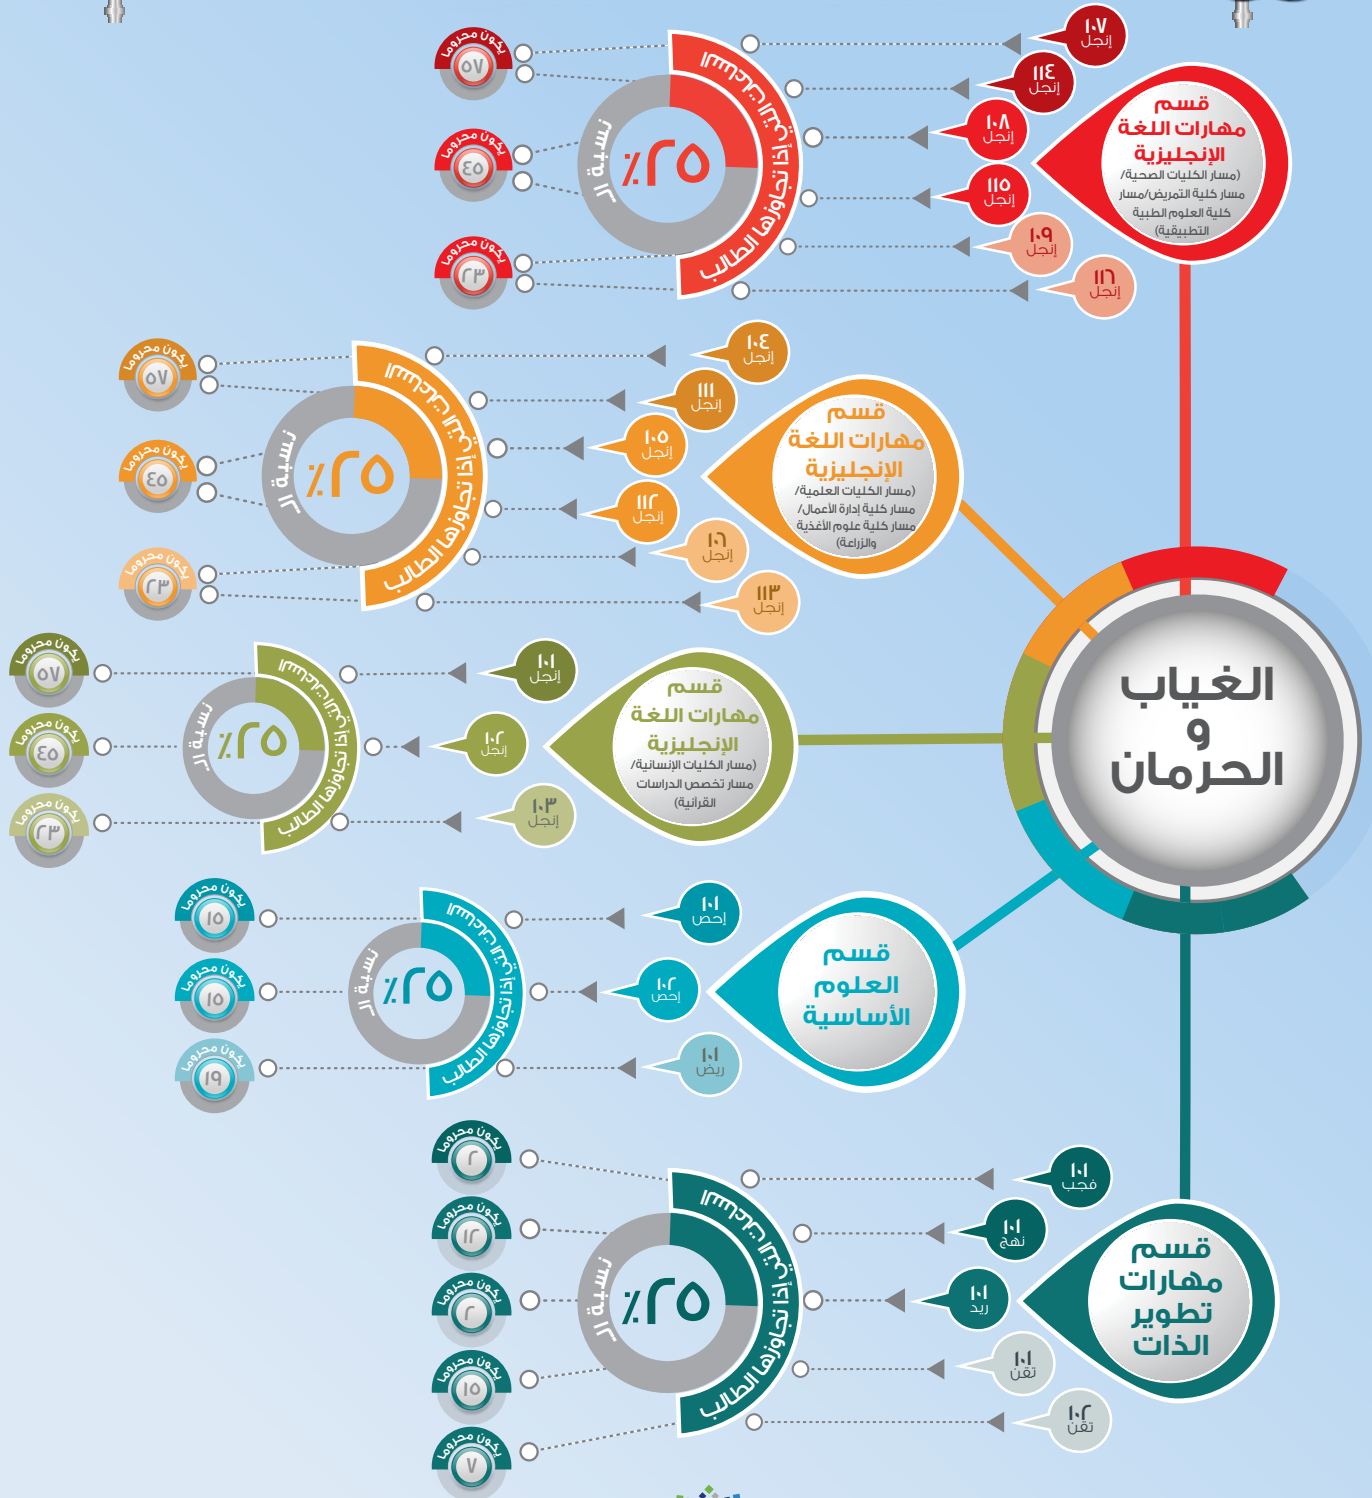 الغياب
و
الحرمان
قسم
مهارات اللغة
الإنجليزية
(مسار الكليات الصحية/
مسار كلية التمريض/مسار
كلية العلوم الطبية
التطبيقية)
١٠٧
إنجل
١١٤
إنجل
١٠٨
إنجل
١١٥
إنجل
١٠٩
إنجل
١١٦
إنجل
نسبة الـ
٢٥٪
الساعات التي إذا تجاوزها الطالب
يكون محروما
٥٧
يكون محروما
٤٥
يكون محروما
٢٣
قسم
مهارات اللغة
الإنجليزية
(مسار الكليات العلمية/
مسار كلية إدارة الأعمال/
مسار كلية علوم الأغذية
والزراعة)
١٠٤
إنجل
١١١
إنجل
١٠٥
إنجل
١١٢
إنجل
١٠٦
إنجل
١١٣
إنجل
نسبة الـ
٢٥٪
الساعات التي إذا تجاوزها الطالب
يكون محروما
٥٧
يكون محروما
٤٥
يكون محروما
٢٣
قسم
مهارات اللغة
الإنجليزية
(مسار الكليات الإنسانية/
مسار تخصص الدراسات
القرآنية)
١٠١
إنجل
١٠٢
إنجل
١٠٣
إنجل
نسبة الـ
٢٥٪
الساعات التي إذا تجاوزها الطالب
يكون محروما
٥٧
يكون محروما
٤٥
يكون محروما
٢٣
قسم
العلوم
الأساسية
١٠١
إحص
١٠٢
إحص
١٠١
ريض
نسبة الـ
٢٥٪
الساعات التي إذا تجاوزها الطالب
يكون محروما
١٥
يكون محروما
١٥
يكون محروما
١٩
قسم
مهارات
تطوير
الذات
١٠١
فجب
١٠١
نهج
١٠١
ريد
١٠١
تقن
١٠٢
تقن
نسبة الـ
٢٥٪
الساعات التي إذا تجاوزها الطالب
يكون محروما
٢
يكون محروما
١٢
يكون محروما
٢
يكون محروما
١٥
يكون محروما
٧